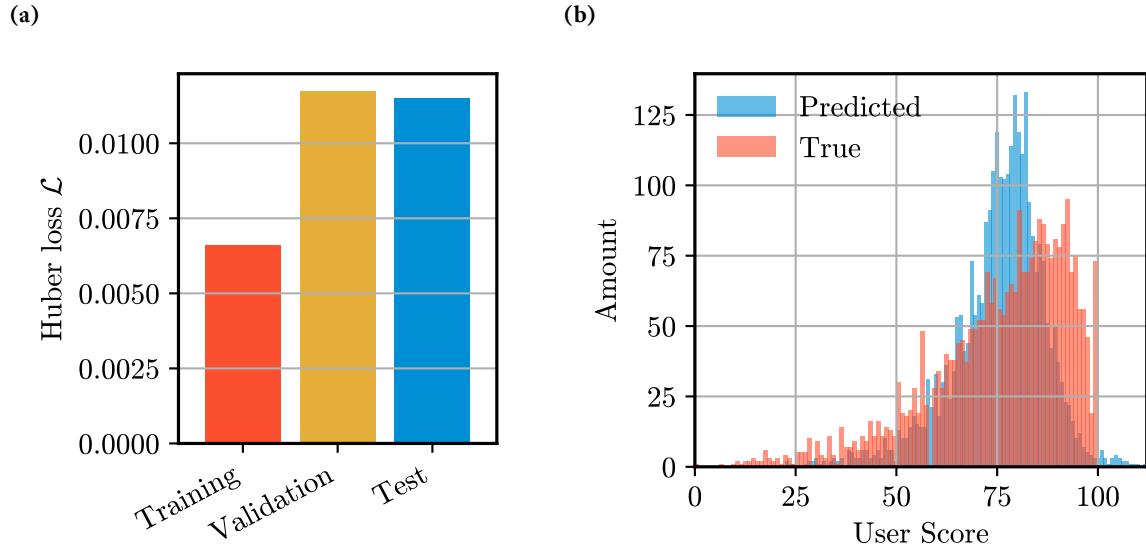 (a)
Huber loss ℒ
0.0100
0.0075
0.0050
0.0025
0.0000
Training
Validation
Test
(b)
Predicted
True
Amount
125
100
75
50
25
0
0 25 50 75 100
User Score